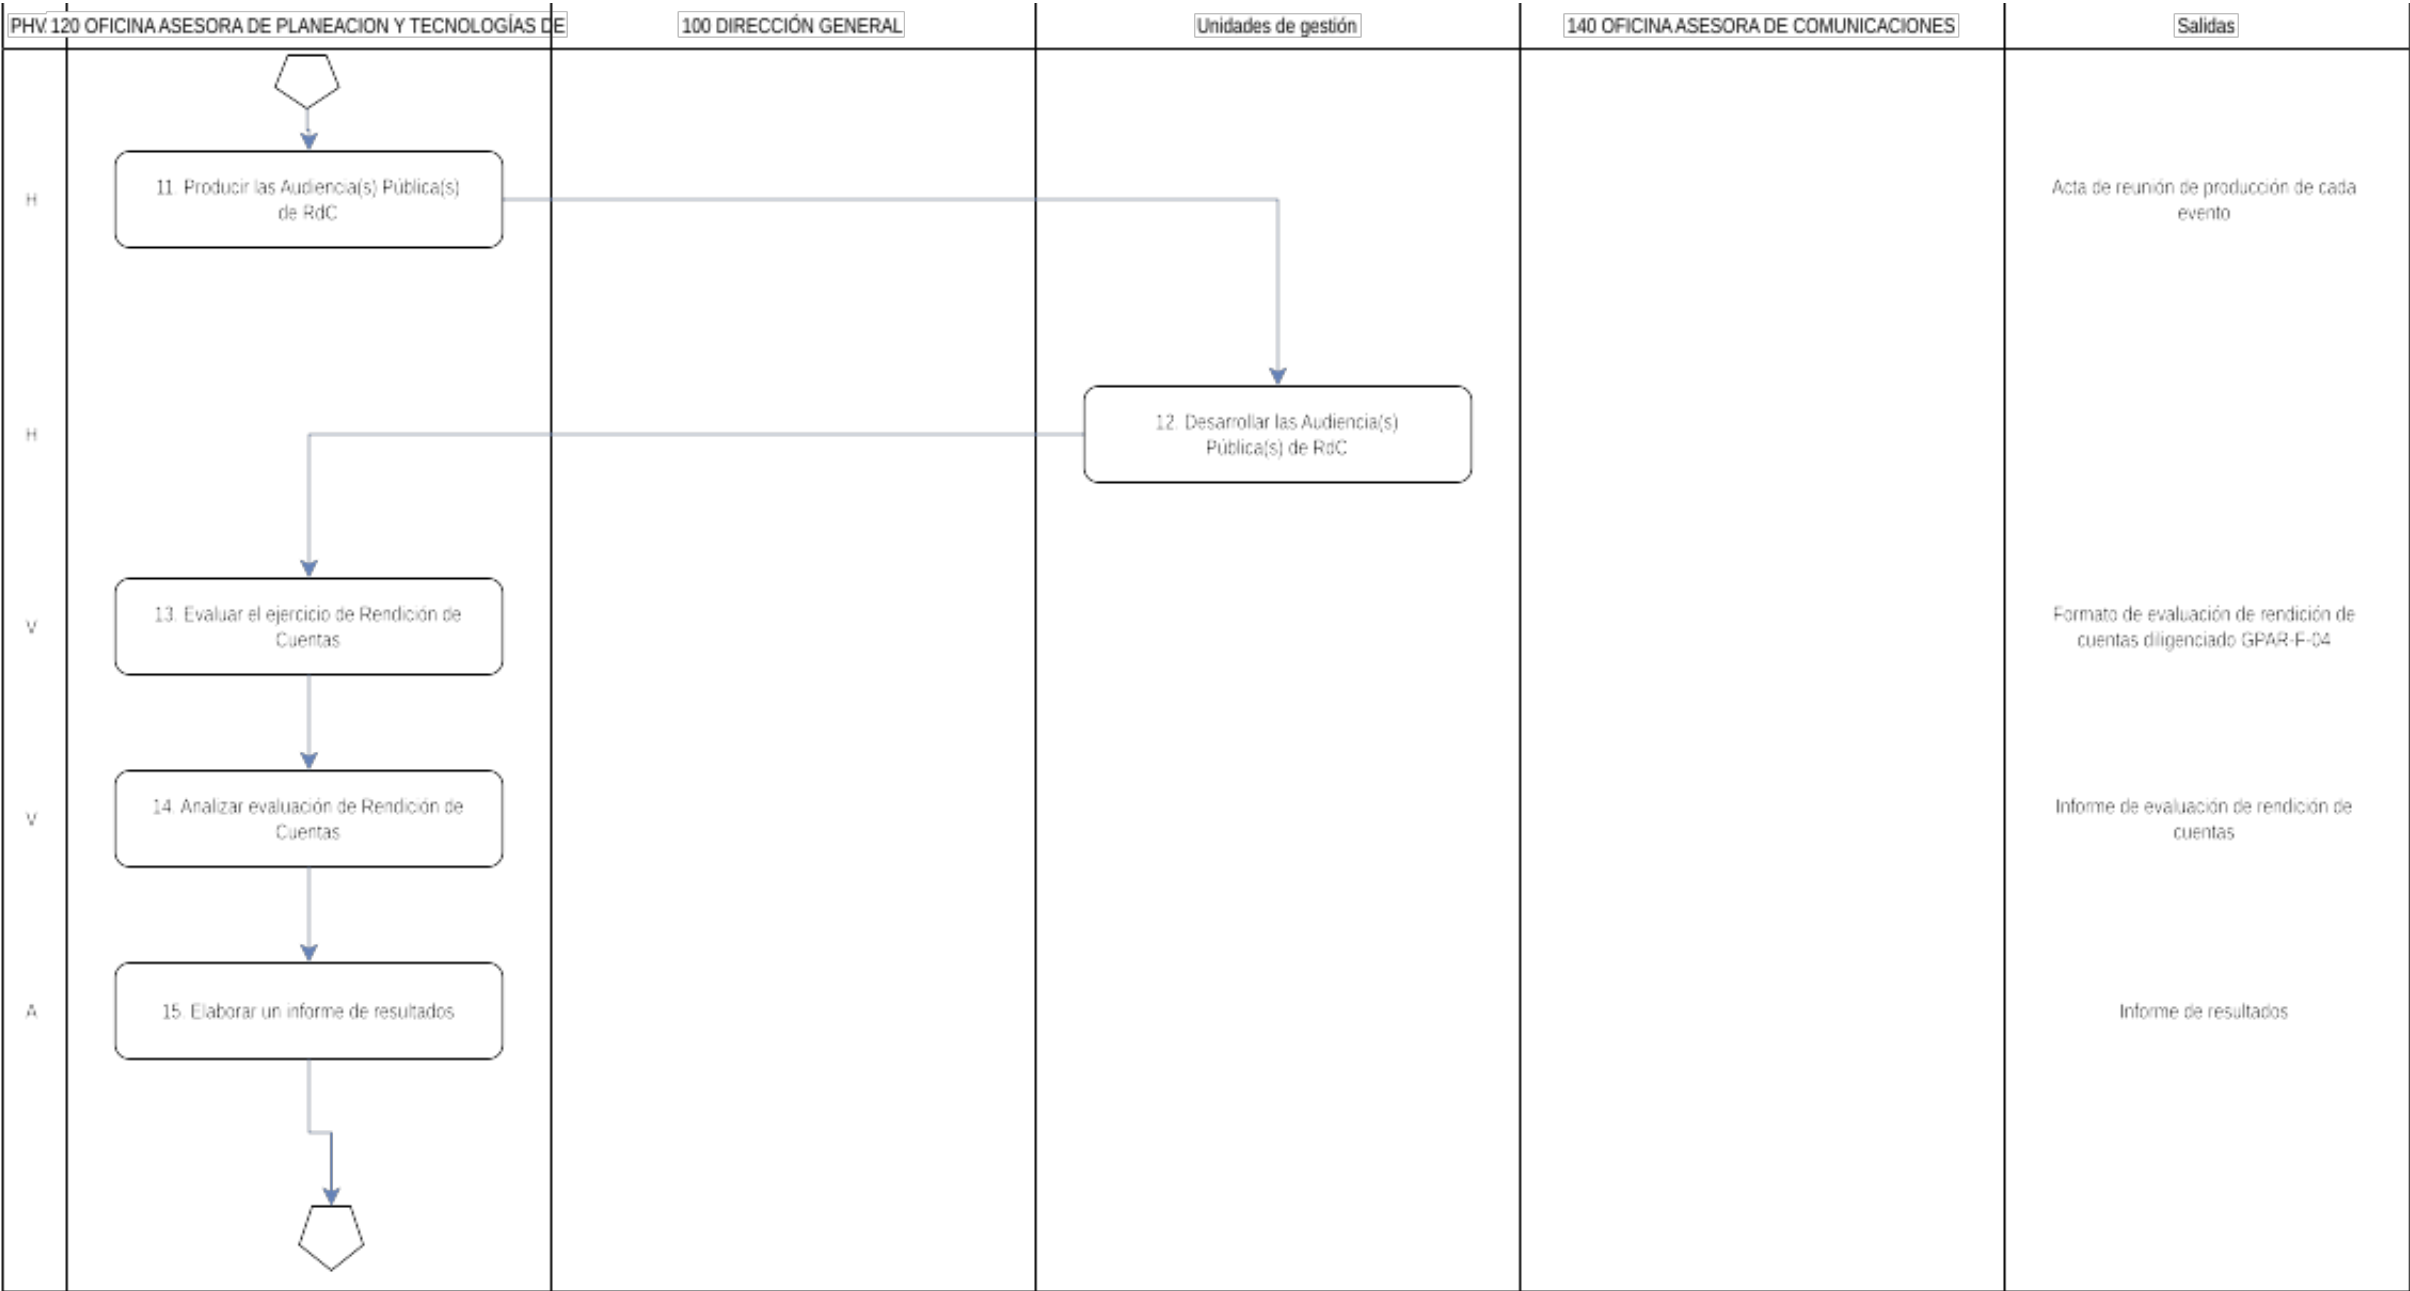 PHV 120 OFICINA ASESORA DE PLANEACION Y TECNOLOGÍAS DE
100 DIRECCIÓN GENERAL
Unidades de gestión
140 OFICINA ASESORA DE COMUNICACIONES
Salidas
H
11. Producir las Audiencia(s) Pública(s)
de RdC
Acta de reunión de producción de cada
evento
H
12. Desarrollar las Audiencia(s)
Pública(s) de RdC
V
13. Evaluar el ejercicio de Rendición de
Cuentas
Formato de evaluación de rendición de
cuentas diligenciado GPAR-F-04
V
14. Analizar evaluación de Rendición de
Cuentas
Informe de evaluación de rendición de
cuentas
A
15. Elaborar un informe de resultados
Informe de resultados